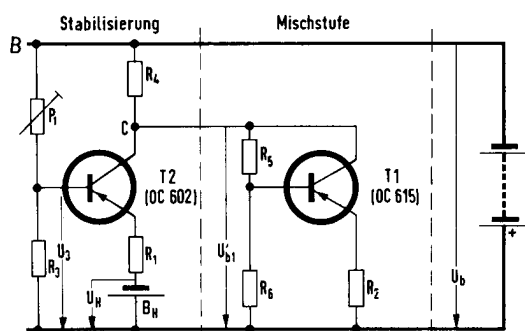 Stabilisierung
Mischstufe
B
R4
P1
C
R5
T2
(OC 602)
T1
(OC 615)
U3
R3
R1
U'b1
Ub
UH
BH
R6
R2
+